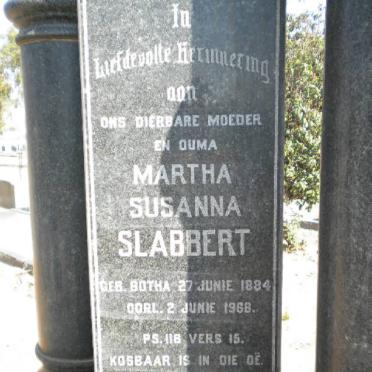 In
Liefdevolle Herinnering
aan
ONS DIERBARE MOEDER
EN OUMA
MARTHA
SUSANNA
SLABBERT
GEB. BOTHA 27 JUNIE 1884
OORL. 2 JUNIE 1968.
PS. 116 VERS 15.
KOSBAAR IS IN DIE OË.